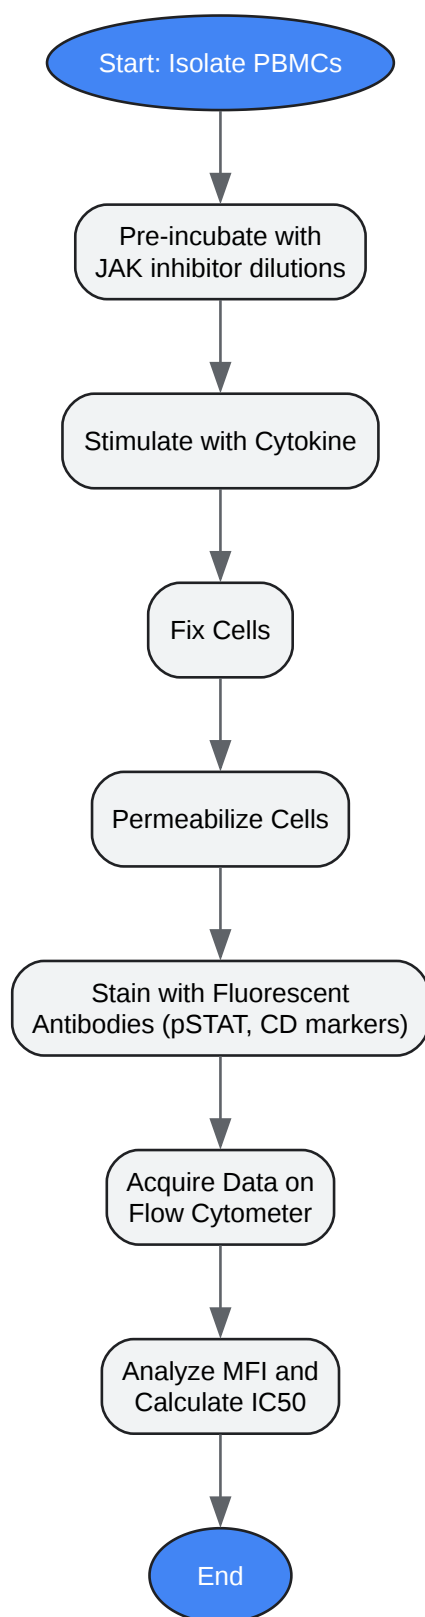 Start: Isolate PBMCs
Pre-incubate with
JAK inhibitor dilutions
Stimulate with Cytokine
Fix Cells
Permeabilize Cells
Stain with Fluorescent
Antibodies (pSTAT, CD markers)
Acquire Data on
Flow Cytometer
Analyze MFI and
Calculate IC50
End